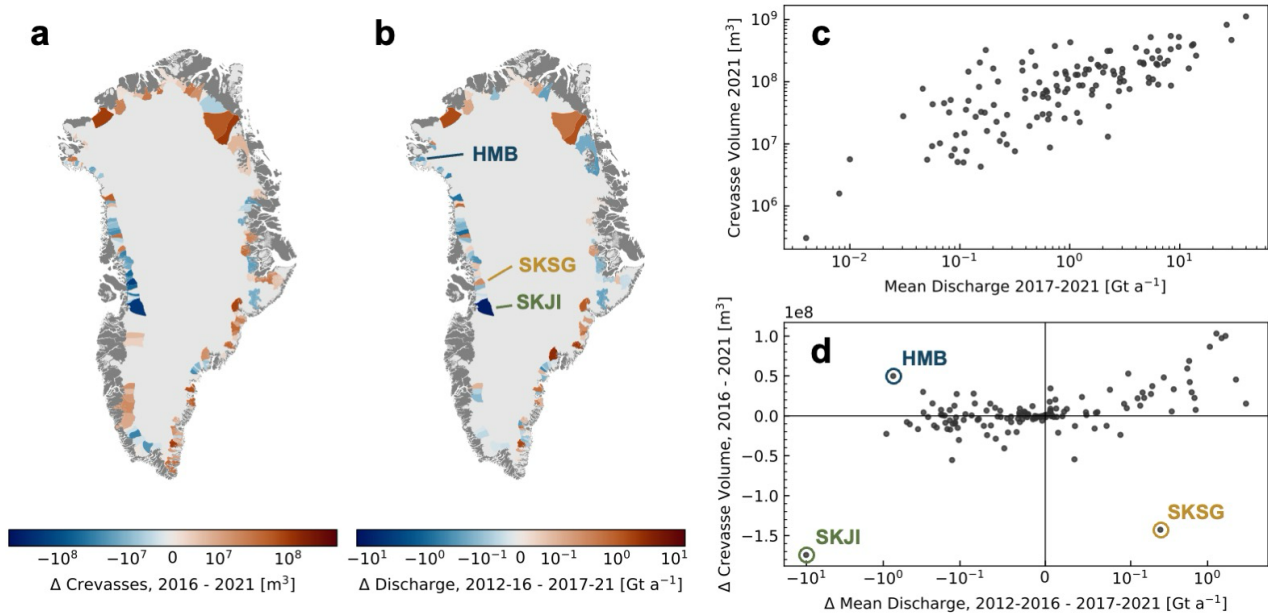 a
b
HMB
SKSG
SKJI
−10⁸ −10⁷ 0 10⁷ 10⁸
Δ Crevasses, 2016 - 2021 [m³]
−10¹ −10⁰ −10⁻¹ 0 10⁻¹ 10⁰ 10¹
Δ Discharge, 2012-16 - 2017-21 [Gt a⁻¹]
c
Crevasse Volume 2021 [m³]
10⁹
10⁸
10⁷
10⁶
10⁻² 10⁻¹ 10⁰ 10¹
Mean Discharge 2017-2021 [Gt a⁻¹]
1e8
d
Δ Crevasse Volume, 2016 - 2021 [m³]
1.0
0.5
0.0
−0.5
−1.0
−1.5
HMB
SKSG
SKJI
−10¹ −10⁰ −10⁻¹ 0 10⁻¹ 10⁰
Δ Mean Discharge, 2012-2016 - 2017-2021 [Gt a⁻¹]